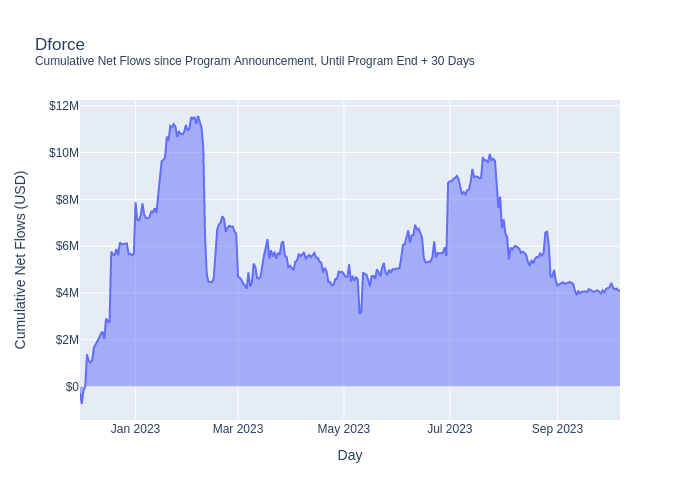 Dforce
Cumulative Net Flows since Program Announcement, Until Program End + 30 Days
Cumulative Net Flows (USD)
$12M
$10M
$8M
$6M
$4M
$2M
$0
Jan 2023 Mar 2023 May 2023 Jul 2023 Sep 2023
Day